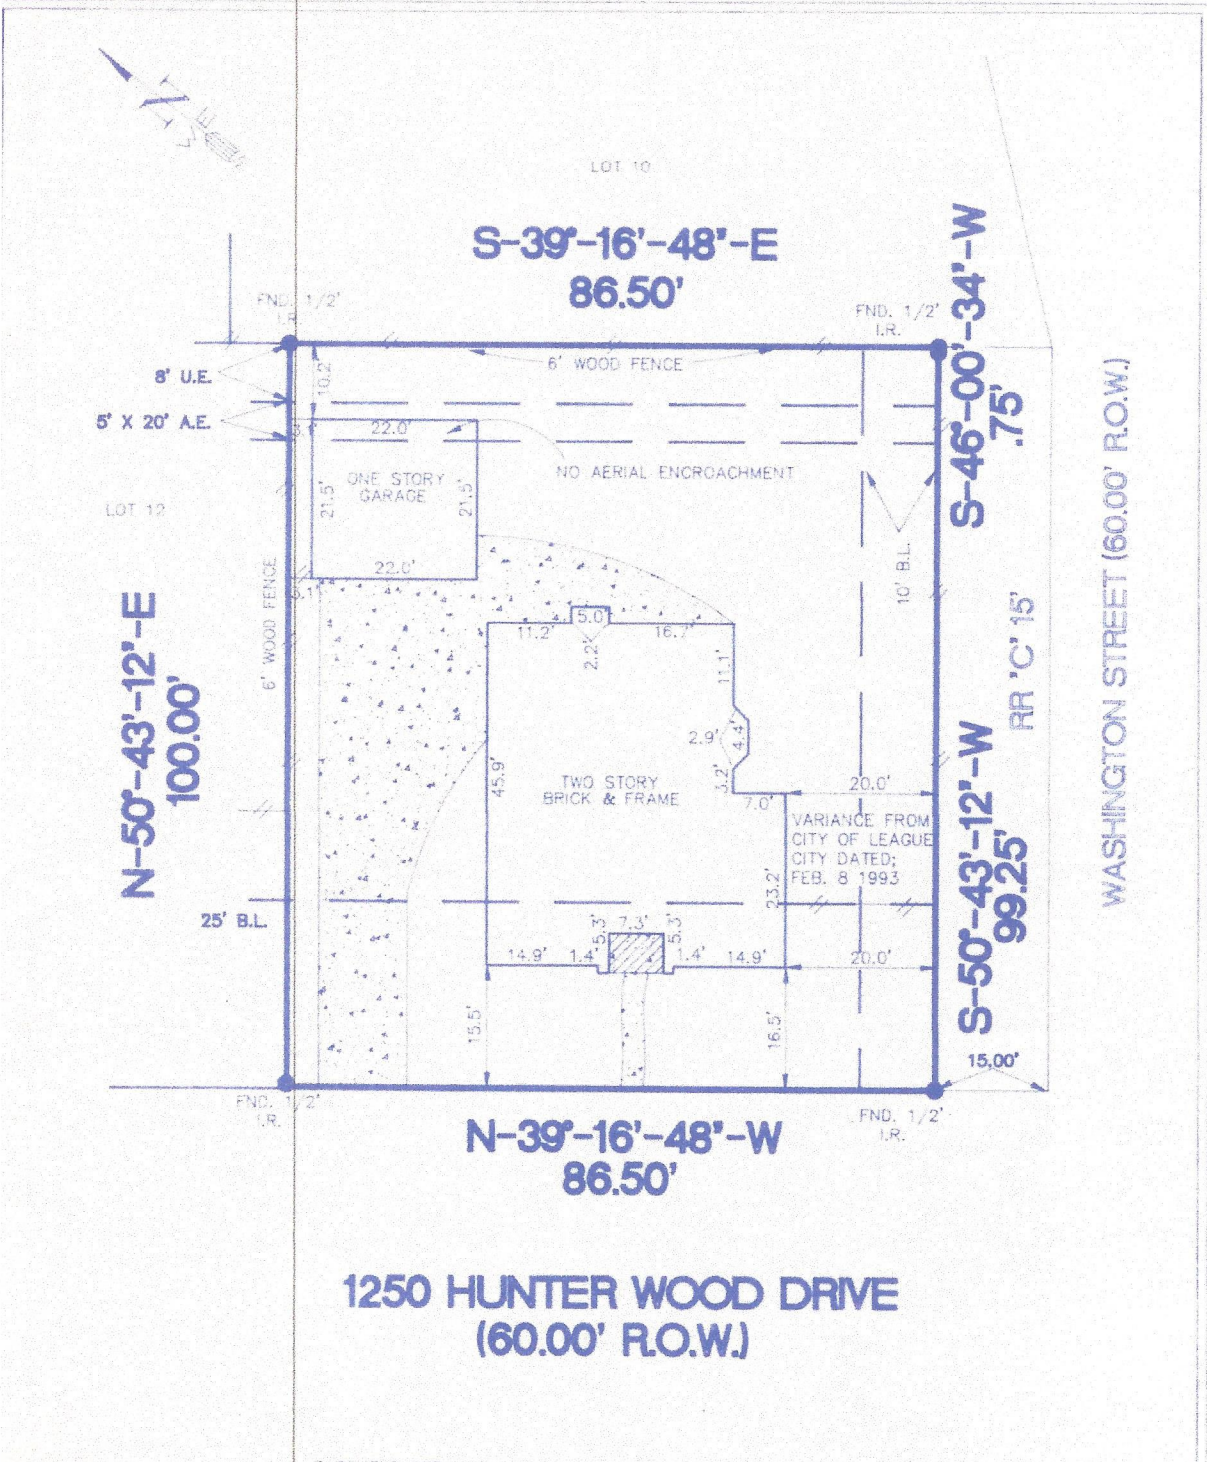 N
W
E
LOT 10
S-39°-16'-48"-E
86.50'
FND. 1/2'
I.R.
FND. 1/2'
I.R.
S-46°-00'-34'-W
.75'
6' WOOD FENCE
8' U.E.
5' X 20' A.E.
10.2'
3.1'
22.0'
NO AERIAL ENCROACHMENT
ONE STORY
GARAGE
21.5'
21.5'
22.0'
3.1'
LOT 12
6' WOOD FENCE
10' B.L.
WASHINGTON STREET (60.00' R.O.W.)
RR 'C' 15'
N-50°-43'-12"-E
100.00'
5.0'
11.2'
16.7'
2.2'
11.1'
2.9'
4.4'
3.2'
45.9'
TWO STORY
BRICK & FRAME
7.0'
20.0'
VARIANCE FROM
CITY OF LEAGUE
CITY DATED;
FEB. 8 1993
23.2'
S-50°-43'-12"-W
99.25'
25' B.L.
5.3'
7.3'
5.3'
14.9'
1.4'
1.4'
14.9'
20.0'
15.5'
16.5'
15.00'
FND. 1/2'
I.R.
FND. 1/2'
I.R.
N-39°-16'-48"-W
86.50'
1250 HUNTER WOOD DRIVE
(60.00' R.O.W.)